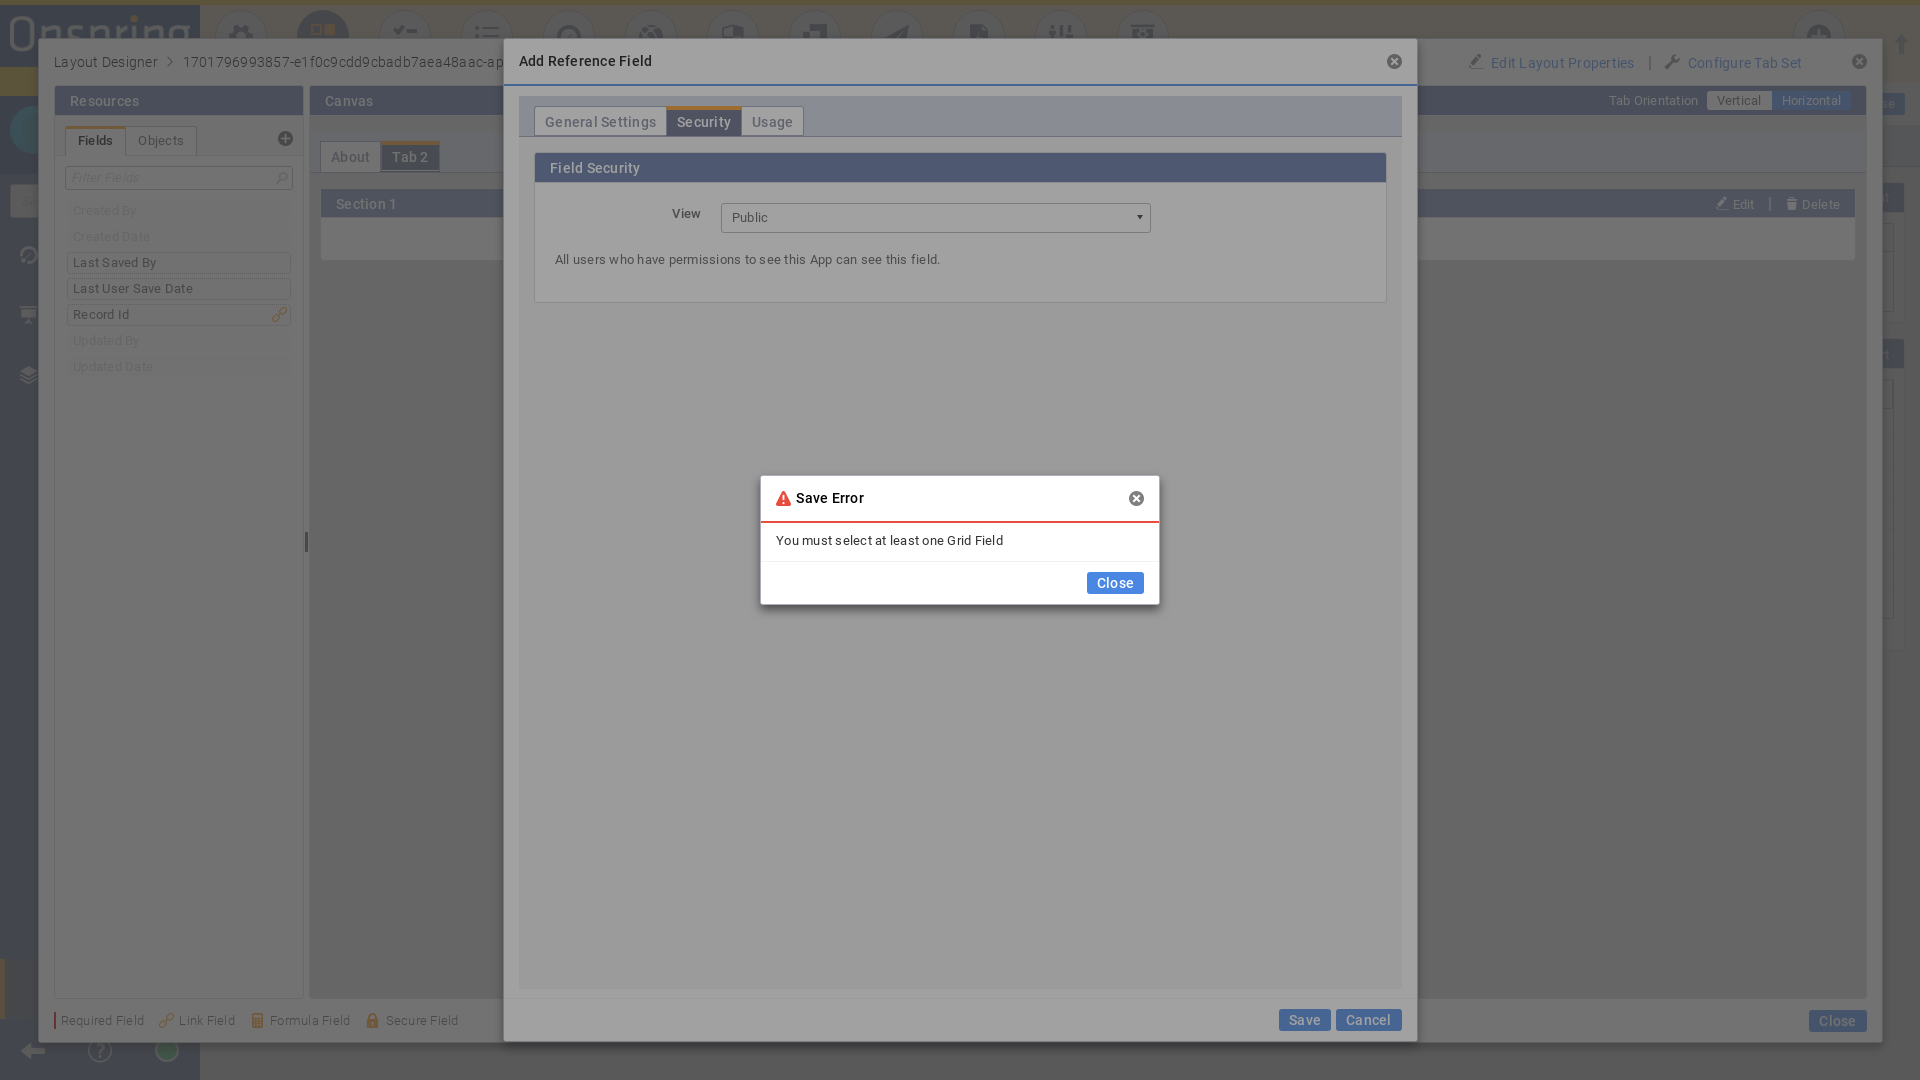 Onspring
Layout Designer > 1701796993857-e1f0c9cdd9cbadb7aea48aac-ap
Edit Layout Properties | Configure Tab Set
Resources
Fields
Objects
Filter Fields
Created By
Created Date
Last Saved By
Last User Save Date
Record Id
Updated By
Updated Date
Canvas
Tab Orientation Vertical Horizontal
About
Tab 2
Section 1
Edit | Delete
Add Reference Field
General Settings
Security
Usage
Field Security
View
Public
All users who have permissions to see this App can see this field.
Save Error
You must select at least one Grid Field
Close
Save
Cancel
Required Field
Link Field
Formula Field
Secure Field
Close